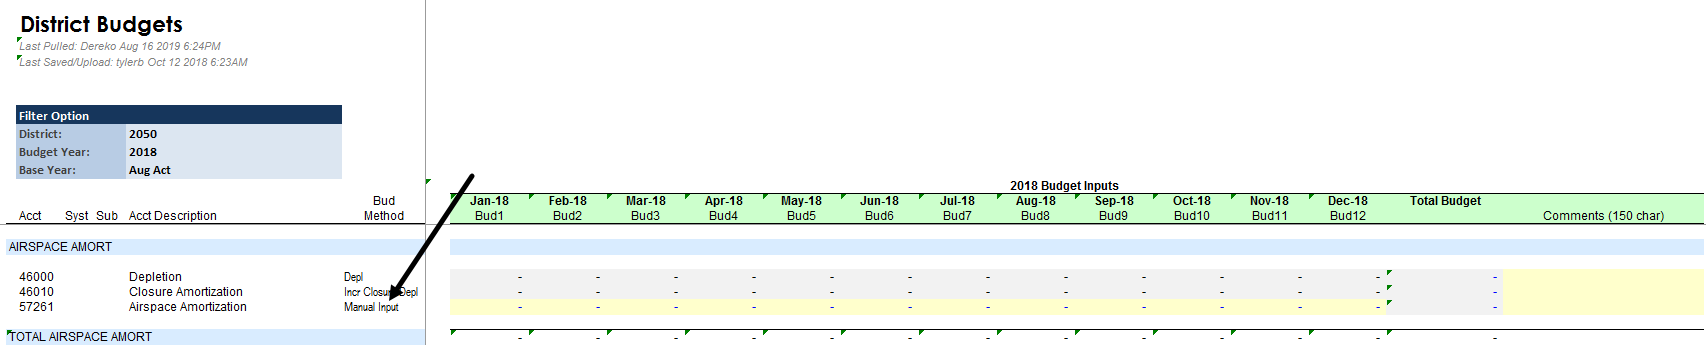 District Budgets
Last Pulled: Dereko Aug 16 2019 6:24PM
Last Saved/Upload: tylerb Oct 12 2018 6:23AM
Filter Option
District: 2050
Budget Year: 2018
Base Year: Aug Act
2018 Budget Inputs
Bud Jan-18 Feb-18 Mar-18 Apr-18 May-18 Jun-18 Jul-18 Aug-18 Sep-18 Oct-18 Nov-18 Dec-18 Total Budget
Acct Syst Sub Acct Description Method Bud1 Bud2 Bud3 Bud4 Bud5 Bud6 Bud7 Bud8 Bud9 Bud10 Bud11 Bud12 Comments (150 char)
AIRSPACE AMORT
46000 Depletion Depl - - - - - - - - - - - - -
46010 Closure Amortization Incr Closure Depl - - - - - - - - - - - - -
57261 Airspace Amortization Manual Input - - - - - - - - - - - - -
TOTAL AIRSPACE AMORT - - - - - - - - - - - - -